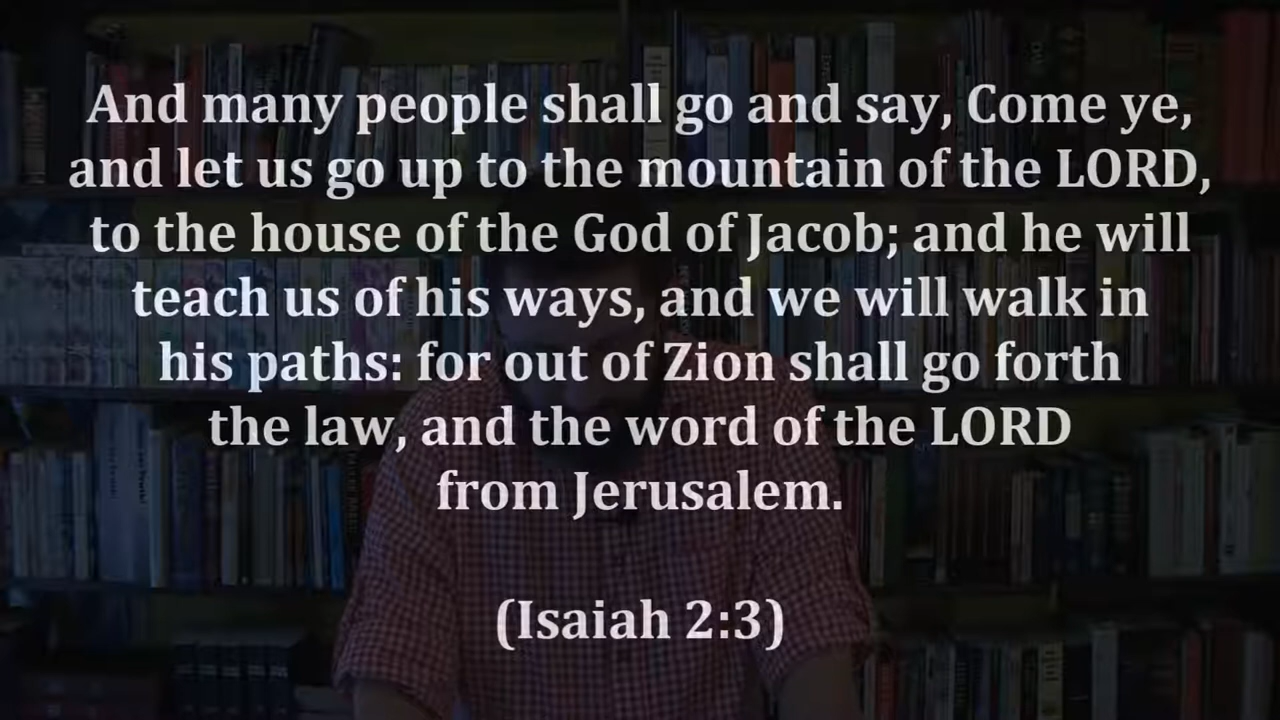 And many people shall go and say, Come ye,
and let us go up to the mountain of the LORD,
to the house of the God of Jacob; and he will
teach us of his ways, and we will walk in
his paths: for out of Zion shall go forth
the law, and the word of the LORD
from Jerusalem.
(Isaiah 2:3)